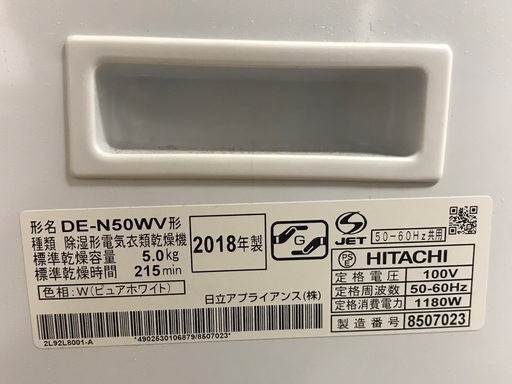 形名 DE-N50WV形
種類 除湿形電気衣類乾燥機
標準乾燥容量 5.0kg
標準乾燥時間 215min
色相:W(ピュアホワイト)
2018年製
G
S JET
50-60Hz共用
PS E HITACHI
定格電圧 100V
定格周波数 50-60Hz
定格消費電力 1180W
製造番号 8507023
日立アプライアンス(株)
2L92L8001-A
*4902530106879/8507023*